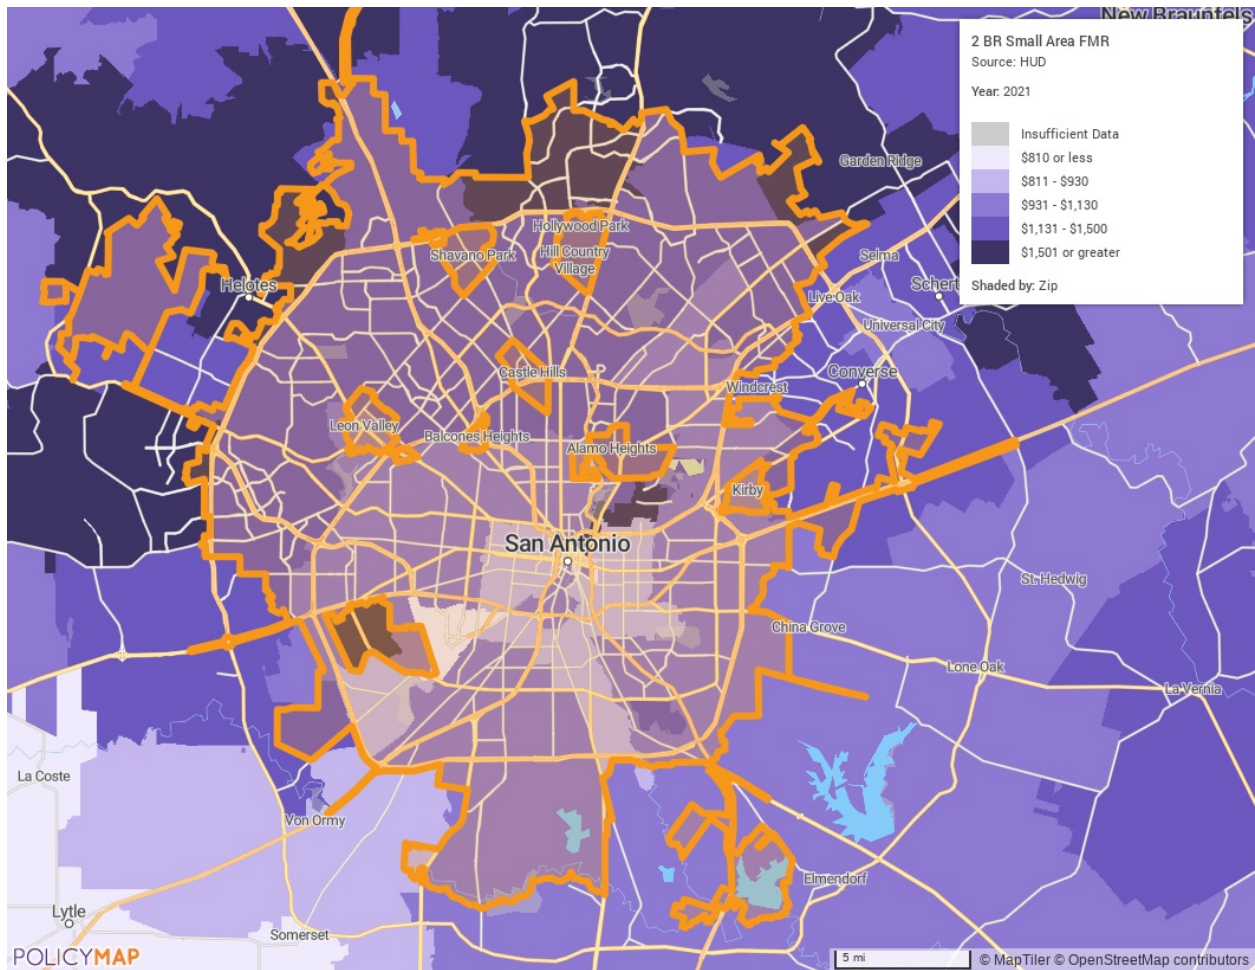 New Braunfels
2 BR Small Area FMR
Source: HUD
Year: 2021
Insufficient Data
$810 or less
$811 - $930
$931 - $1,130
$1,131 - $1,500
$1,501 or greater
Shaded by: Zip
Garden Ridge
Hollywood Park
Shavano Park
Hill Country
Village
Selma
Helotes
Schert
Live Oak
Universal City
Castle Hills
Converse
Windcrest
Leon Valley
Balcones Heights
Alamo Heights
Kirby
San Antonio
St. Hedwig
China Grove
Lone Oak
La Vernia
La Coste
Von Ormy
Elmendorf
Lytle
Somerset
POLICYMAP
5 mi
© MapTiler © OpenStreetMap contributors